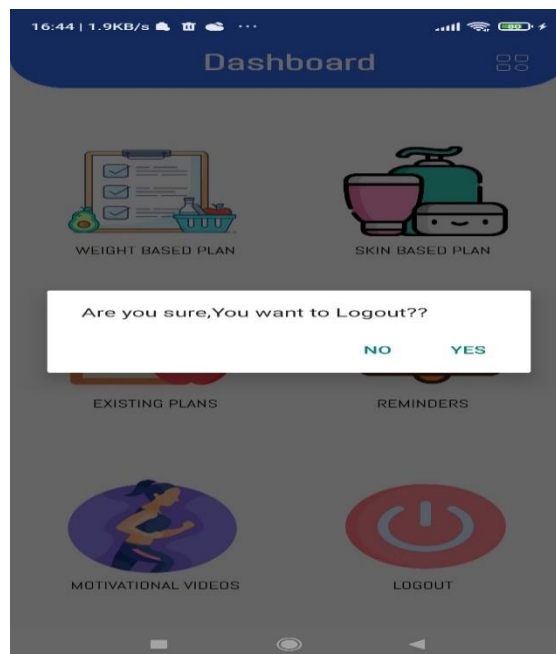 16:44 | 1.9KB/s ... 80
Dashboard
WEIGHT BASED PLAN SKIN BASED PLAN
Are you sure,You want to Logout??
NO YES
EXISTING PLANS REMINDERS
MOTIVATIONAL VIDEOS LOGOUT